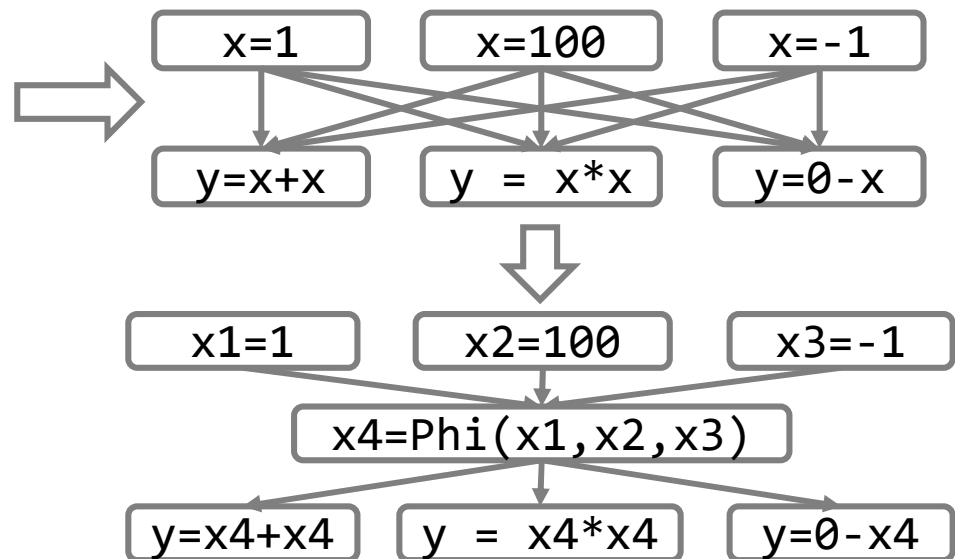 x=1 x=100 x=-1
y=x+x y = x*x y=0-x
x1=1 x2=100 x3=-1
x4=Phi(x1,x2,x3)
y=x4+x4 y = x4*x4 y=0-x4